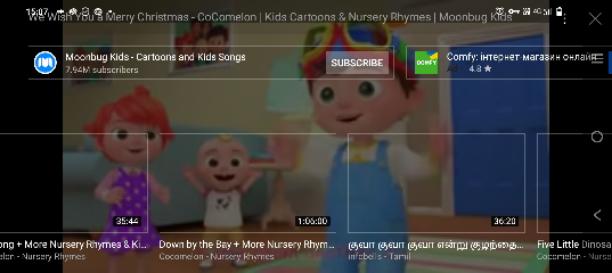 15:07
We Wish You a Merry Christmas - CoComelon | Kids Cartoons & Nursery Rhymes | Moonbug Kids
Moonbug Kids - Cartoons and Kids Songs
7.94M subscribers
SUBSCRIBE
COMFY
Comfy: інтернет-магазин онлайн
4.8 ★
35:44
1:06:00
36:20
ong + More Nursery Rhymes & Ki...
Down by the Bay + More Nursery Rhym...
குவா குவா குவா என்று குழந்தை...
Five Little Dinosa
elon - Nursery Rhymes
Cocomelon - Nursery Rhymes
infobells - Tamil
Cocomelon - Nurs